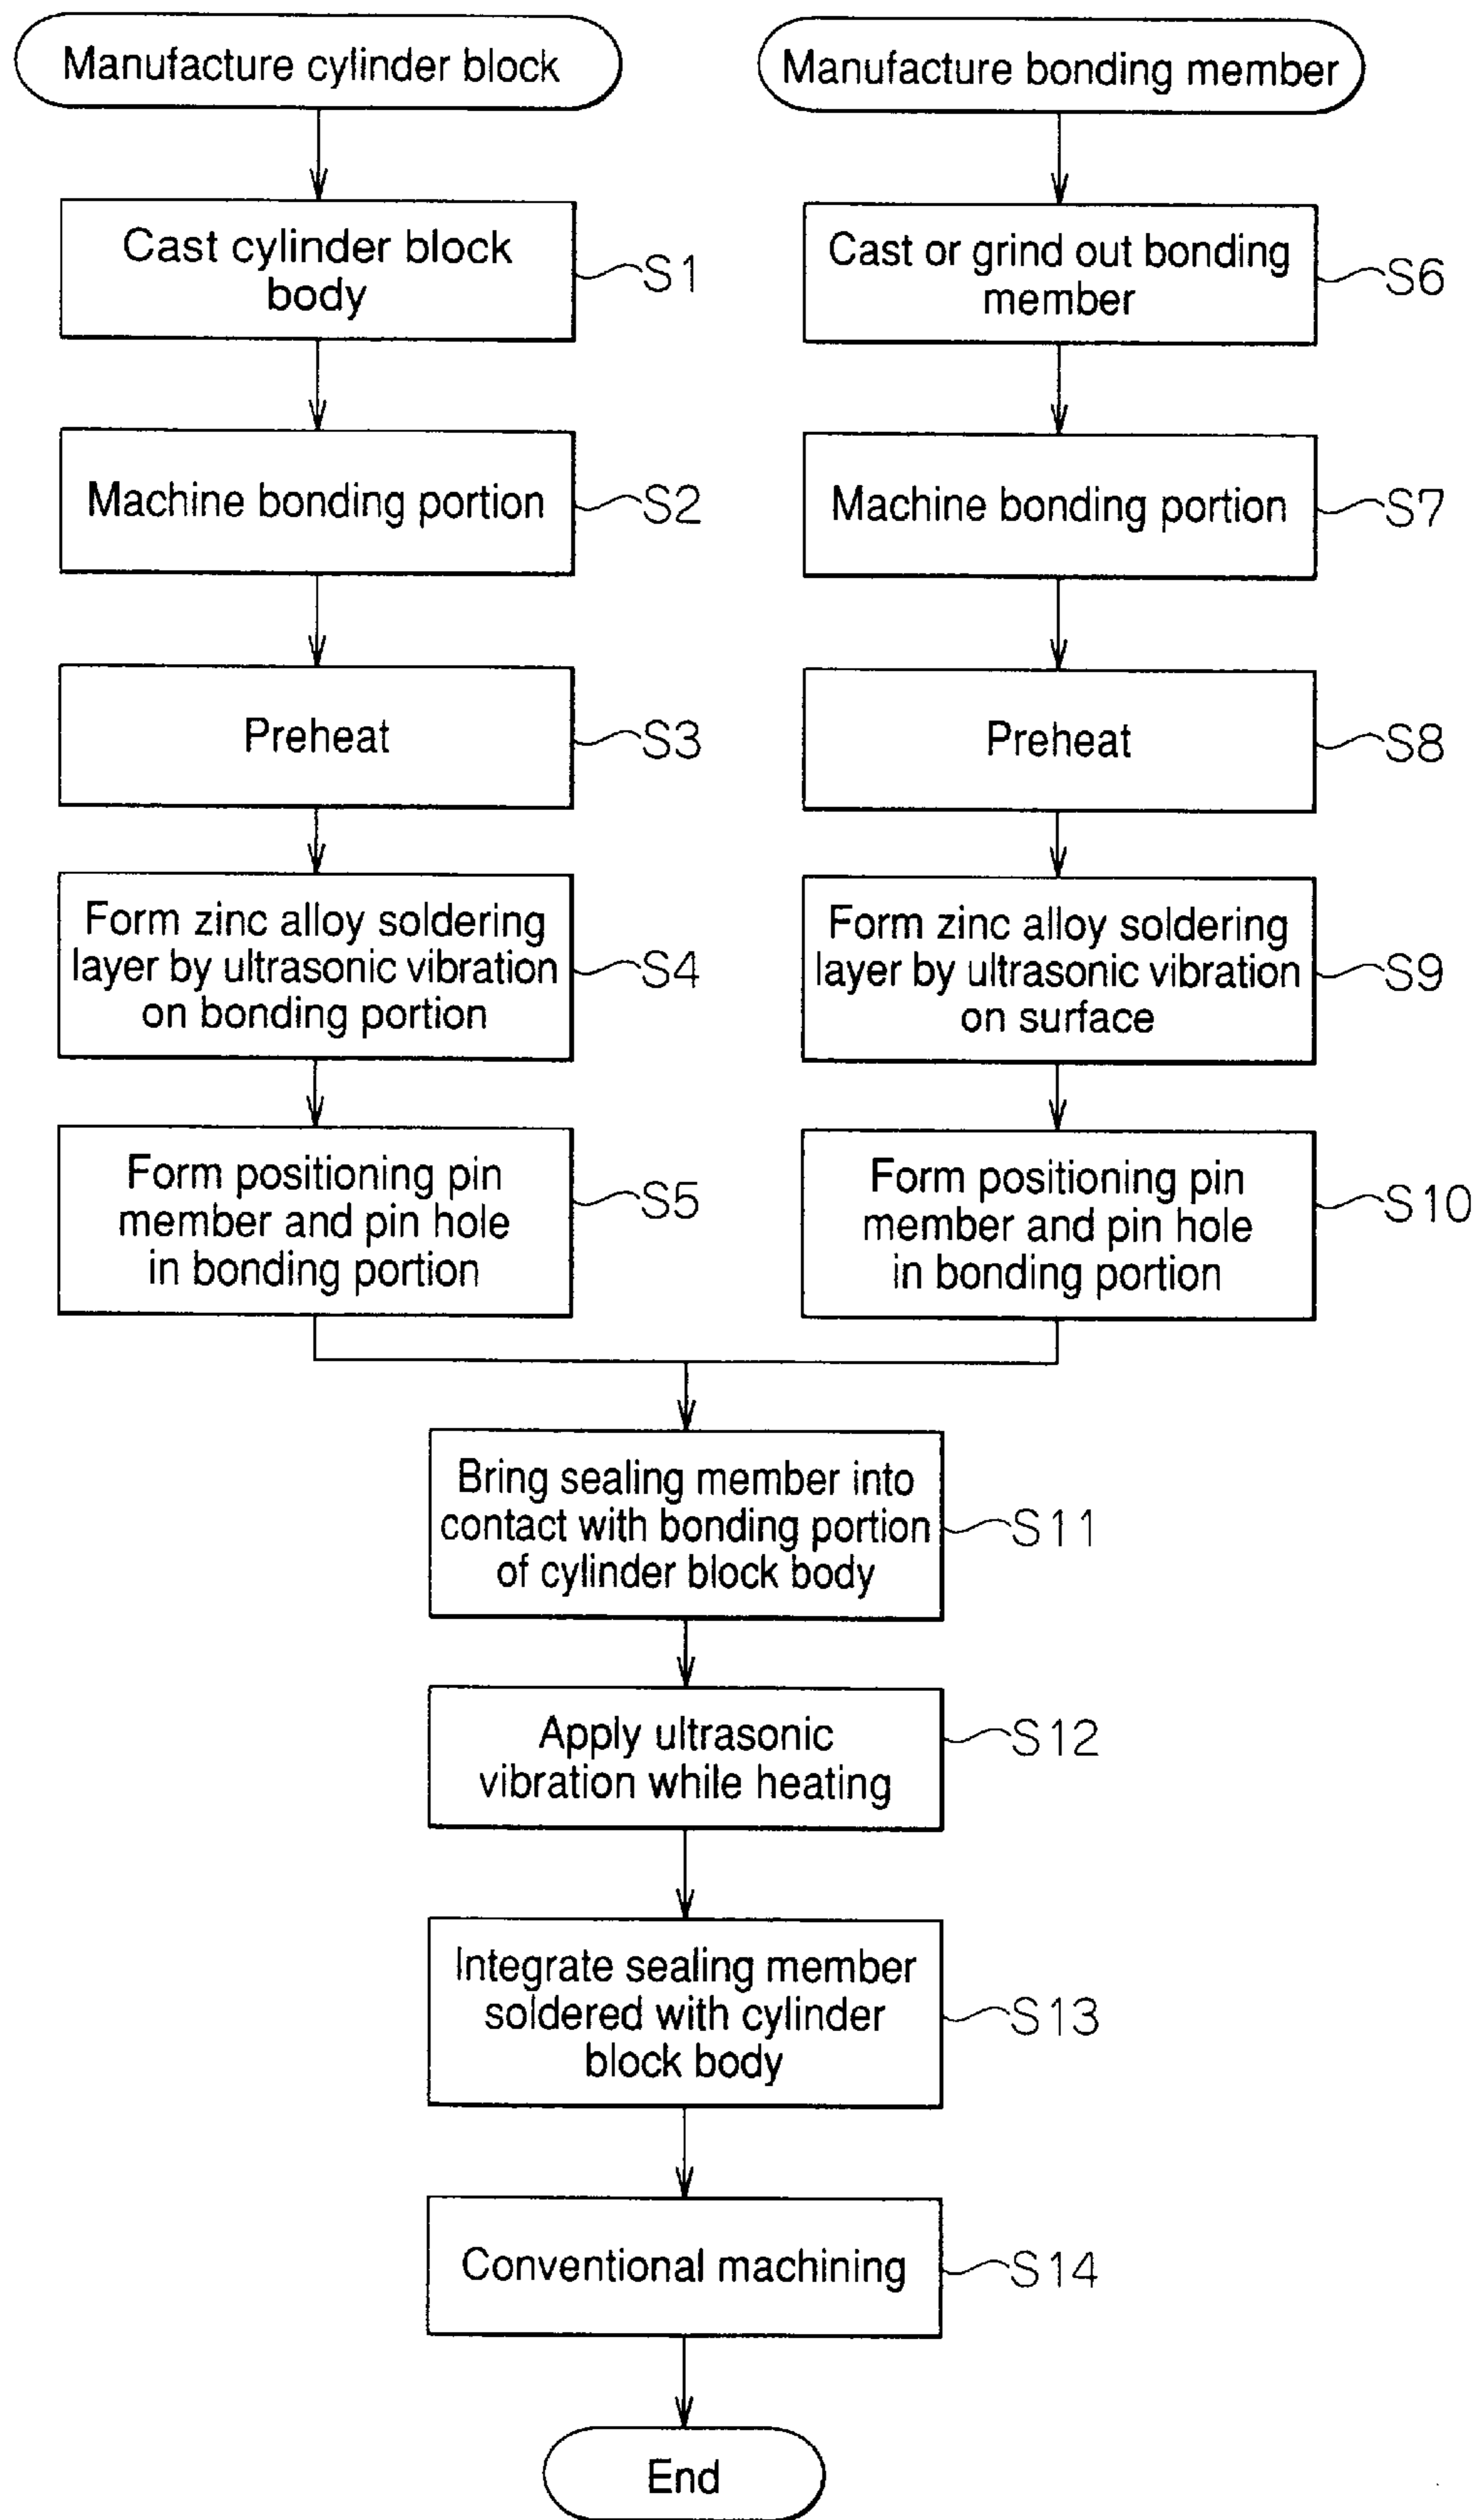 Manufacture cylinder block
Cast cylinder block
body
S1
Machine bonding portion
S2
Preheat
S3
Form zinc alloy soldering
layer by ultrasonic vibration
on bonding portion
S4
Form positioning pin
member and pin hole
in bonding portion
S5
Manufacture bonding member
Cast or grind out bonding
member
S6
Machine bonding portion
S7
Preheat
S8
Form zinc alloy soldering
layer by ultrasonic vibration
on surface
S9
Form positioning pin
member and pin hole
in bonding portion
S10
Bring sealing member into
contact with bonding portion
of cylinder block body
S11
Apply ultrasonic
vibration while heating
S12
Integrate sealing member
soldered with cylinder
block body
S13
Conventional machining
S14
End